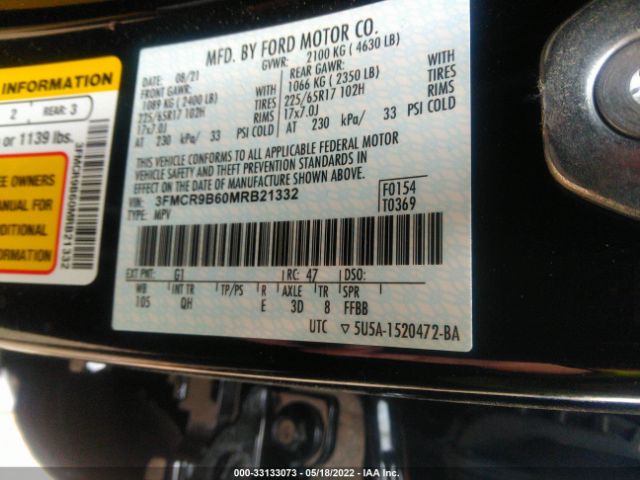 INFORMATION
2 REAR: 3
or 1139 lbs.
EE OWNERS
ANUAL FOR
DDITIONAL
FORMATION
3FMCR9B60MRB21332
MFD. BY FORD MOTOR CO.
DATE: 08/21 GVWR: 2100 KG ( 4630 LB)
FRONT GAWR: REAR GAWR:
1089 KG ( 2400 LB) WITH 1066 KG ( 2350 LB) WITH
225/65R17 102H TIRES 225/65R17 102H TIRES
17x7.0J RIMS 17x7.0J RIMS
AT 230 kPa/ 33 PSI COLD AT 230 kPa/ 33 PSI COLD
THIS VEHICLE CONFORMS TO ALL APPLICABLE FEDERAL MOTOR
VEHICLE SAFETY AND THEFT PREVENTION STANDARDS IN
EFFECT ON THE DATE OF MANUFACTURE SHOWN ABOVE.
VIN: 3FMCR9B60MRB21332 F0154
TYPE: MPV T0369
EXT PNT: G1 RC: 47 DSO:
WB INT TR TP/PS R AXLE TR SPR
105 QH E 3D 8 FFBB
UTC ▽5U5A-1520472-BA
000-33133073 — 05/18/2022 — IAA Inc.